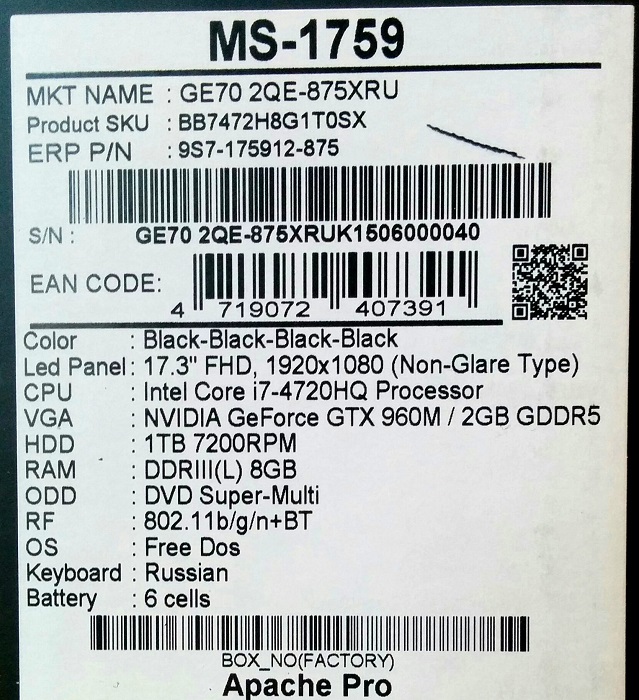 MS-1759
MKT NAME : GE70 2QE-875XRU
Product SKU : BB7472H8G1T0SX
ERP P/N : 9S7-175912-875
S/N : GE70 2QE-875XRUK1506000040
EAN CODE:
4 719072 407391
Color : Black-Black-Black-Black
Led Panel : 17.3" FHD, 1920x1080 (Non-Glare Type)
CPU : Intel Core i7-4720HQ Processor
VGA : NVIDIA GeForce GTX 960M / 2GB GDDR5
HDD : 1TB 7200RPM
RAM : DDRIII(L) 8GB
ODD : DVD Super-Multi
RF : 802.11b/g/n+BT
OS : Free Dos
Keyboard : Russian
Battery : 6 cells
BOX_NO(FACTORY)
Apache Pro